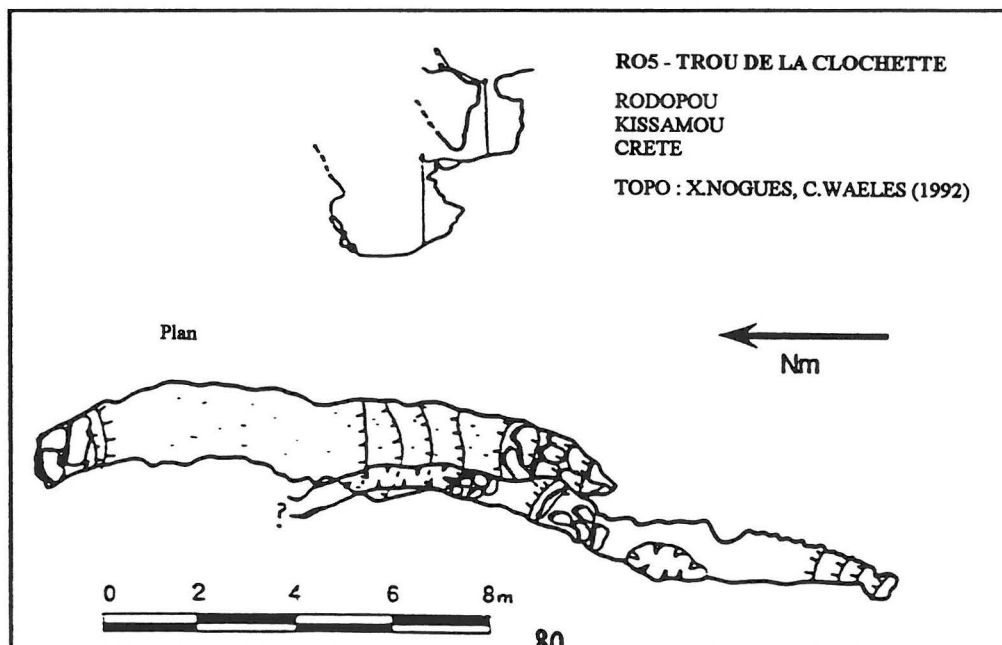 RO5 - TROU DE LA CLOCHETTE
RODOPOU
KISSAMOU
CRETE
TOPO : X.NOGUES, C.WAELES (1992)
Plan
Nm
?
0 2 4 6 8m